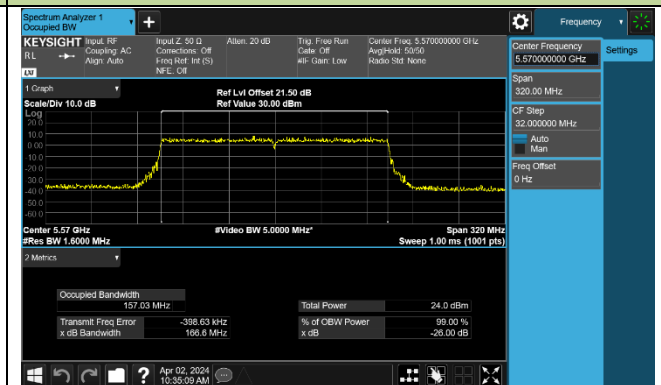 Spectrum Analyzer 1
Occupied BW
Frequency
KEYSIGHT
RL
LXI
Input: RF
Coupling: AC
Align: Auto
Input Z: 50 Ω
Corrections: Off
Freq Ref: Int (S)
NFE: Off
Atten: 20 dB
Trig: Free Run
Gate: Off
#IF Gain: Low
Center Freq: 5.570000000 GHz
Avg|Hold: 50/50
Radio Std: None
Center Frequency
5.570000000 GHz
Settings
Span
320.00 MHz
CF Step
32.000000 MHz
Auto
Man
Freq Offset
0 Hz
1 Graph
Scale/Div 10.0 dB
Ref Lvl Offset 21.50 dB
Ref Value 30.00 dBm
Log
20.0
10.0
0.00
-10.0
-20.0
-30.0
-40.0
-50.0
-60.0
Center 5.57 GHz
#Video BW 5.0000 MHz*
Span 320 MHz
#Res BW 1.6000 MHz
Sweep 1.00 ms (1001 pts)
2 Metrics
Occupied Bandwidth
157.03 MHz
Total Power 24.0 dBm
Transmit Freq Error -398.63 kHz
% of OBW Power 99.00 %
x dB Bandwidth 166.6 MHz
x dB -26.00 dB
?
Apr 02, 2024
10:35:09 AM